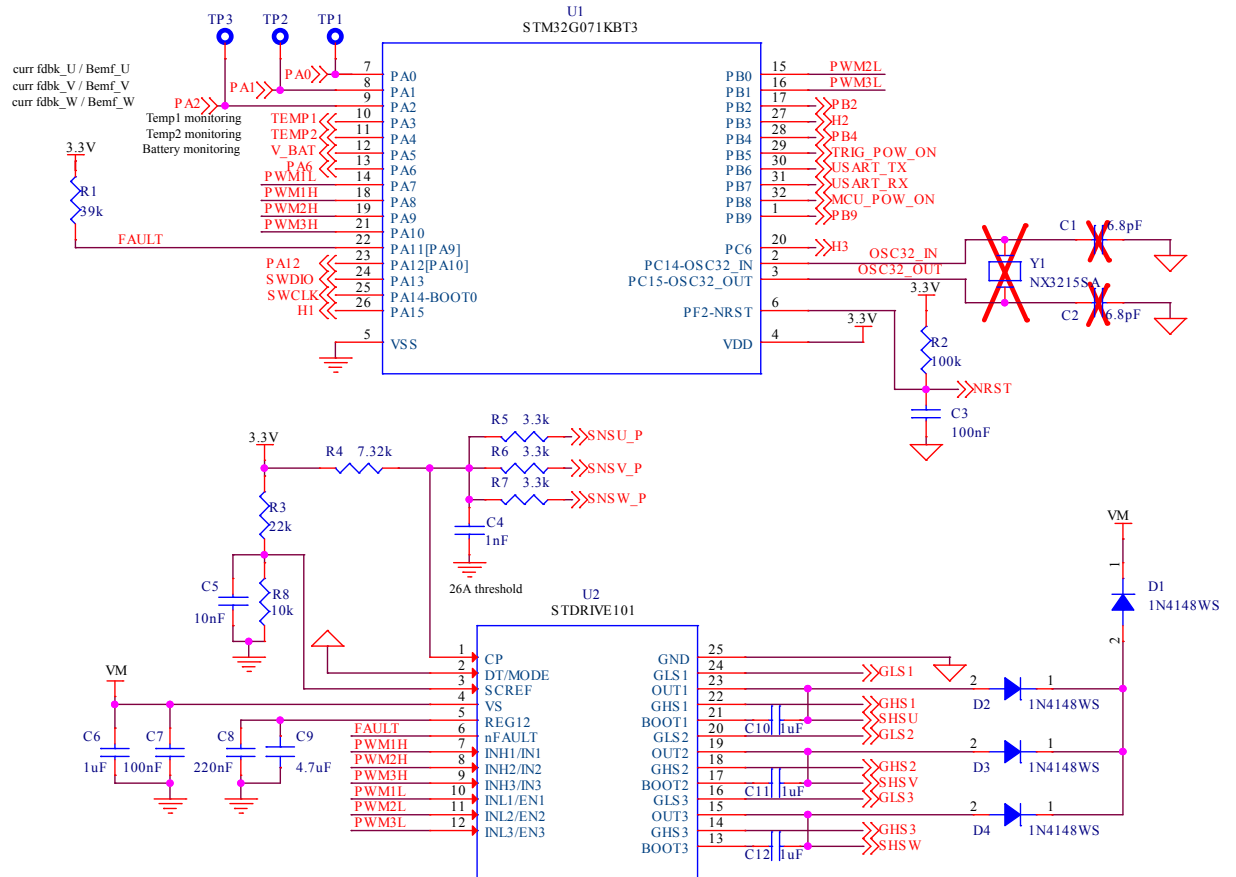 U1
STM32G071KBT3
TP3 TP2 TP1
curr fdbk_U / Bemf_U
curr fdbk_V / Bemf_V
curr fdbk_W / Bemf_W
Temp1 monitoring
Temp2 monitoring
Battery monitoring
PA0 7 PA0
PA1 8 PA1
PA2 9 PA2
TEMP1 10 PA3
TEMP2 11 PA4
V_BAT 12 PA5
PA6 13 PA6
PWM1L 14 PA7
PWM1H 18 PA8
PWM2H 19 PA9
PWM3H 21 PA10
FAULT 22 PA11[PA9]
PA12 23 PA12[PA10]
SWDIO 24 PA13
SWCLK 25 PA14-BOOT0
H1 26 PA15
5 VSS
3.3V
R1
39k
PB0 15 PWM2L
PB1 16 PWM3L
PB2 17 PB2
PB3 27 H2
PB4 28 PB4
PB5 29 TRIG_POW_ON
PB6 30 USART_TX
PB7 31 USART_RX
PB8 32 MCU_POW_ON
PB9 1 PB9
PC6 20 H3
PC14-OSC32_IN 2 OSC32_IN
PC15-OSC32_OUT 3 OSC32_OUT
PF2-NRST 6
VDD 4 3.3V
C1 6.8pF
Y1
NX3215SA
C2 6.8pF
3.3V
R2
100k
NRST
C3
100nF
3.3V
R4 7.32k
R5 3.3k SNSU_P
R6 3.3k SNSV_P
R7 3.3k SNSW_P
R3
22k
C4
1nF
26A threshold
C5
10nF
R8
10k
U2
STDRIVE101
VM
C6
1uF
C7
100nF
C8
220nF
C9
4.7uF
1 CP
2 DT/MODE
3 SCREF
4 VS
5 REG12
FAULT 6 nFAULT
PWM1H 7 INH1/IN1
PWM2H 8 INH2/IN2
PWM3H 9 INH3/IN3
PWM1L 10 INL1/EN1
PWM2L 11 INL2/EN2
PWM3L 12 INL3/EN3
GND 25
GLS1 24 GLS1
OUT1 23
GHS1 22 GHS1
BOOT1 21 C10 1uF SHSU
GLS2 20 GLS2
OUT2 19
GHS2 18 GHS2
BOOT2 17 C11 1uF SHSV
GLS3 16 GLS3
OUT3 15
GHS3 14 GHS3
BOOT3 13 C12 1uF SHSW
VM
1
D1
1N4148WS
2
2 1
D2 1N4148WS
2 1
D3 1N4148WS
2 1
D4 1N4148WS